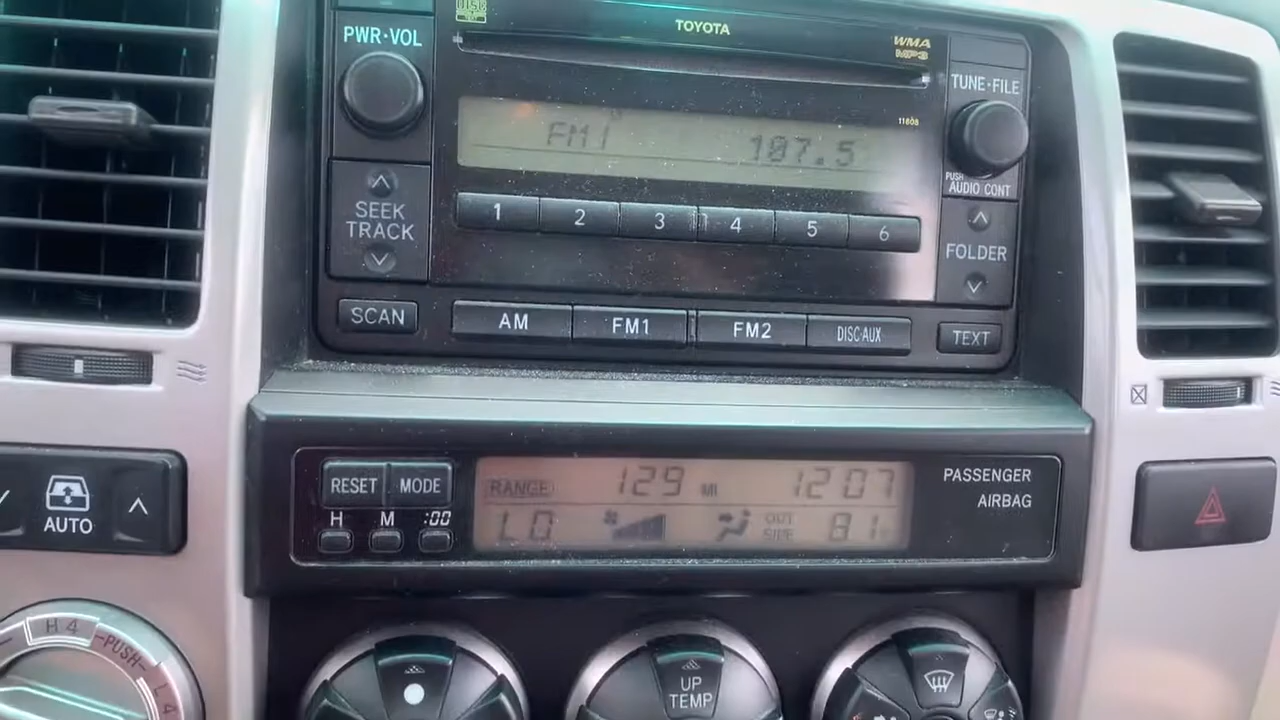 DISC
TOYOTA
WMA
MP3
PWR·VOL
TUNE·FILE
11808
FM1 107.5
PUSH
AUDIO CONT
1 2 3 4 5 6
SEEK
TRACK
FOLDER
SCAN
AM FM1 FM2 DISC·AUX TEXT
RESET MODE
RANGE 129 MI 12 07
PASSENGER
AIRBAG
H M :00
LO OUT
SIDE 81
AUTO
H4
PUSH
L4
UP
TEMP